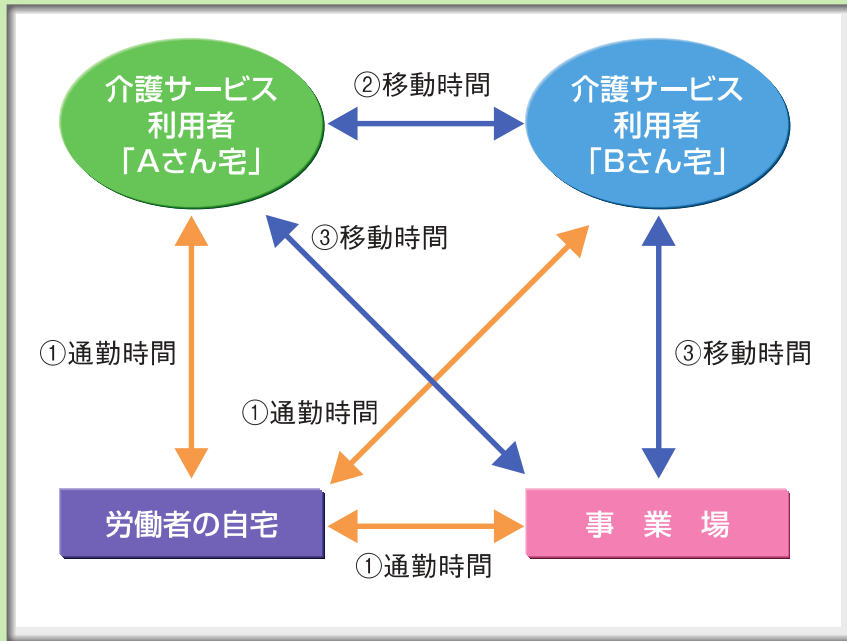 介護サービス
利用者
「Aさん宅」
②移動時間
介護サービス
利用者
「Bさん宅」
③移動時間
①通勤時間
③移動時間
①通勤時間
労働者の自宅
事業場
①通勤時間